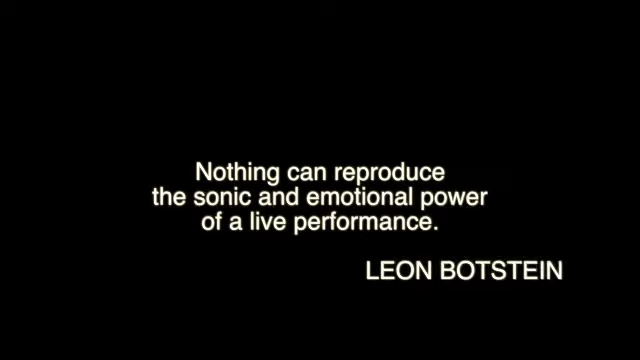 Nothing can reproduce
the sonic and emotional power
of a live performance.
LEON BOTSTEIN